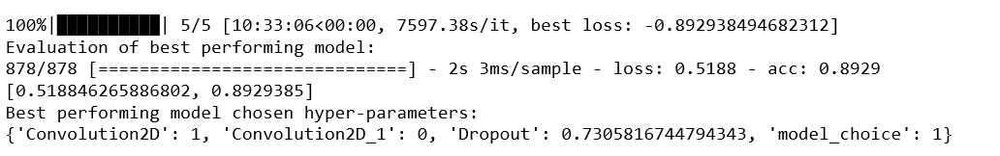 100%|██████████| 5/5 [10:33:06<00:00, 7597.38s/it, best loss: -0.892938494682312]
Evaluation of best performing model:
878/878 [==============================] - 2s 3ms/sample - loss: 0.5188 - acc: 0.8929
[0.518846265886802, 0.8929385]
Best performing model chosen hyper-parameters:
{'Convolution2D': 1, 'Convolution2D_1': 0, 'Dropout': 0.7305816744794343, 'model_choice': 1}